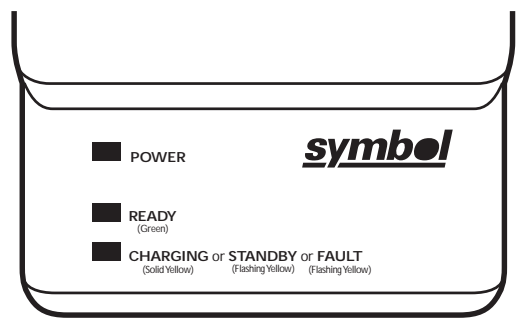 symbol
POWER
READY
(Green)
CHARGING or STANDBY or FAULT
(Solid Yellow) (Flashing Yellow) (Flashing Yellow)